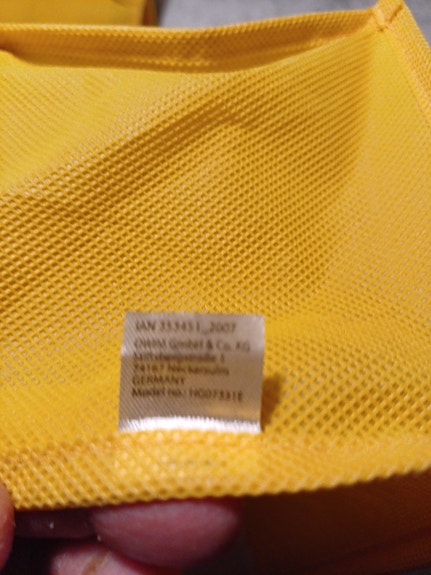 IAN 353451_2007
OWIM GmbH & Co. KG
Stiftsbergstraße 1
74167 Neckarsulm
GERMANY
Model no.: HG07331E